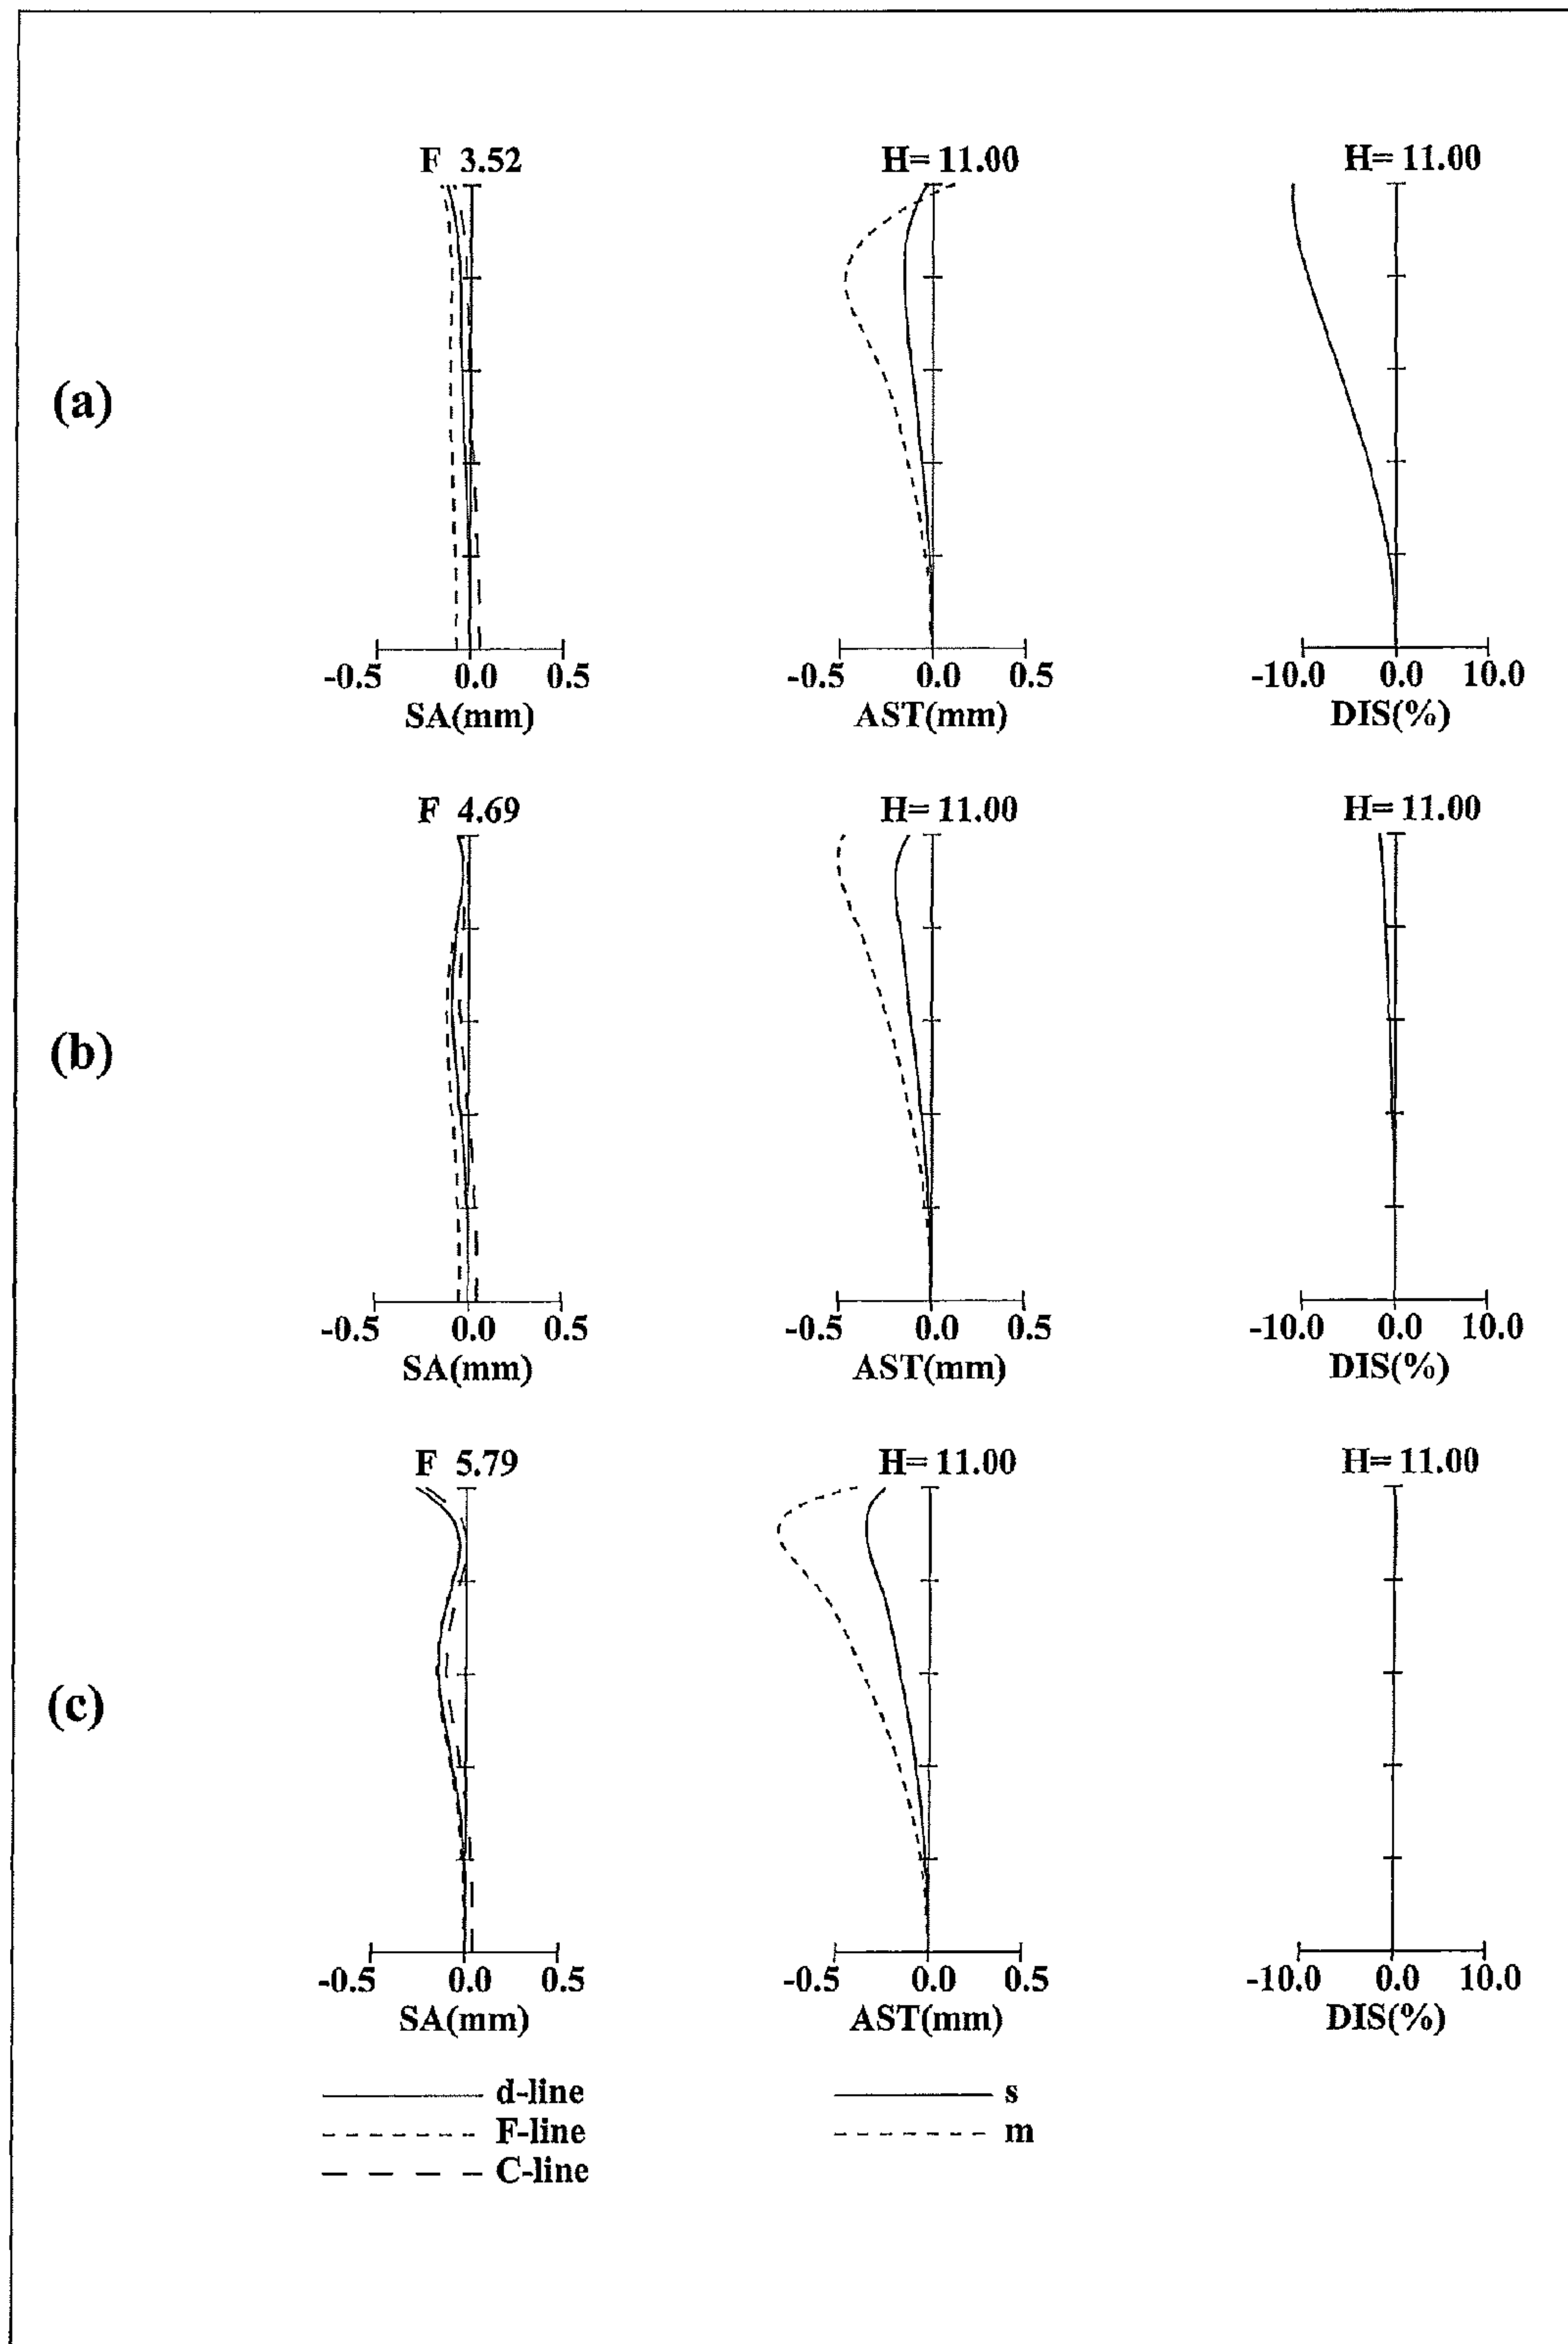 F 3.52 H= 11.00 H= 11.00
(a)
-0.5 0.0 0.5 -0.5 0.0 0.5 -10.0 0.0 10.0
SA(mm) AST(mm) DIS(%)
F 4.69 H= 11.00 H= 11.00
(b)
-0.5 0.0 0.5 -0.5 0.0 0.5 -10.0 0.0 10.0
SA(mm) AST(mm) DIS(%)
F 5.79 H= 11.00 H= 11.00
(c)
-0.5 0.0 0.5 -0.5 0.0 0.5 -10.0 0.0 10.0
SA(mm) AST(mm) DIS(%)
d-line s
F-line m
C-line